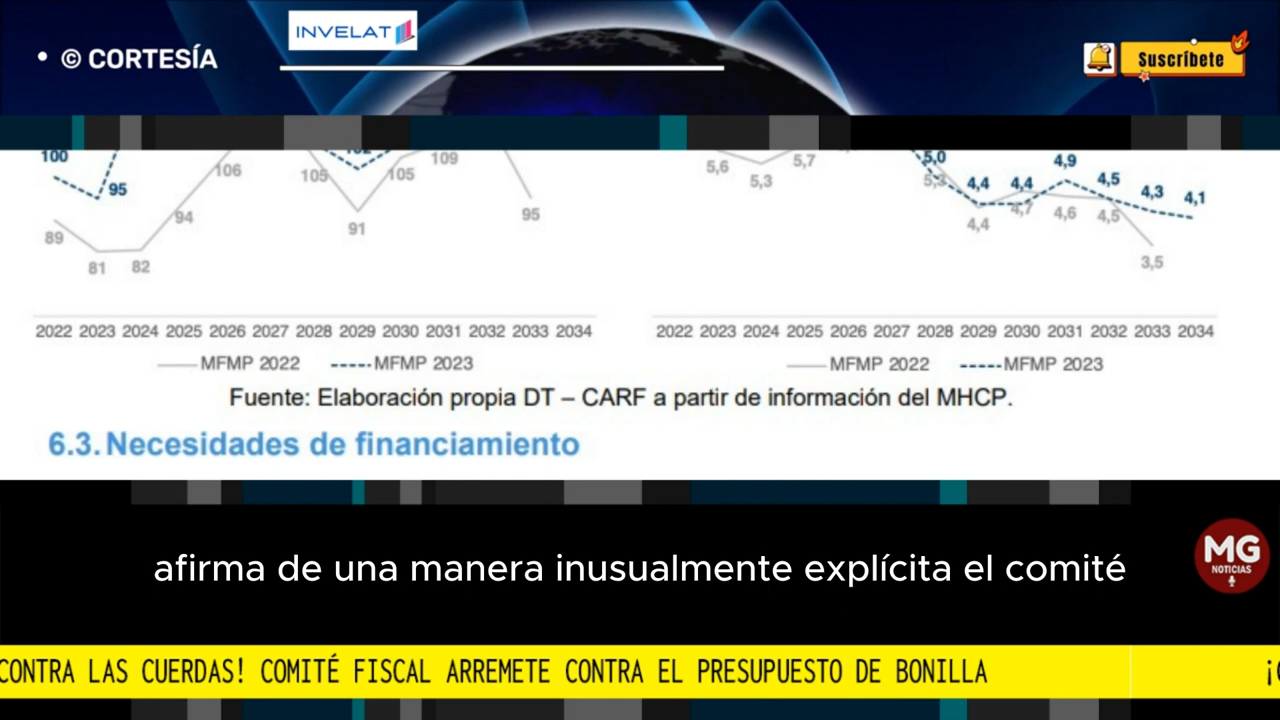 INVELAT
• © CORTESÍA
Suscríbete
100
95
106
105
105
109
94
91
95
89
81
82
5,6
5,3
5,7
5,0
5,3
4,4
4,4
4,9
4,5
4,3
4,1
4,4
4,7
4,6
4,5
3,5
2022 2023 2024 2025 2026 2027 2028 2029 2030 2031 2032 2033 2034
2022 2023 2024 2025 2026 2027 2028 2029 2030 2031 2032 2033 2034
MFMP 2022 MFMP 2023
MFMP 2022 MFMP 2023
Fuente: Elaboración propia DT – CARF a partir de información del MHCP.
6.3. Necesidades de financiamiento
afirma de una manera inusualmente explícita el comité
MG
NOTICIAS
CONTRA LAS CUERDAS! COMITÉ FISCAL ARREMETE CONTRA EL PRESUPUESTO DE BONILLA